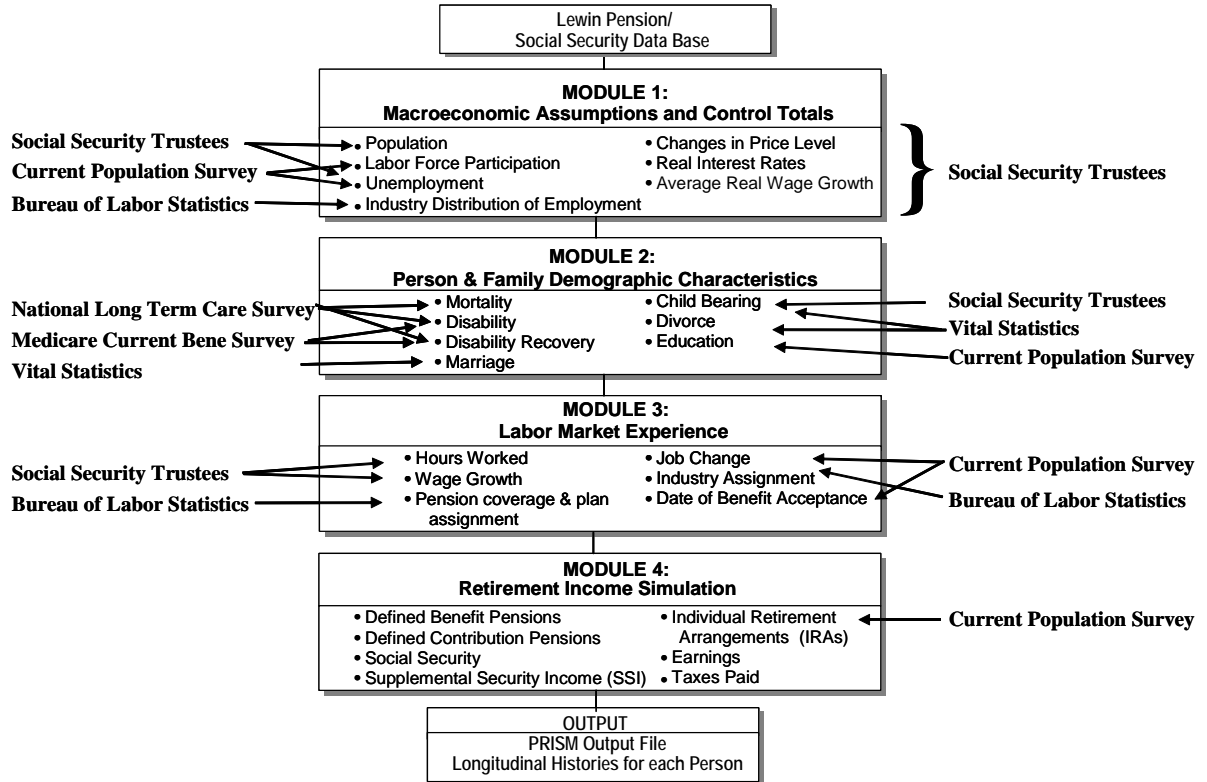 Lewin Pension/
Social Security Data Base
MODULE 1:
Macroeconomic Assumptions and Control Totals
Social Security Trustees
Current Population Survey
Bureau of Labor Statistics
• Population
• Labor Force Participation
• Unemployment
• Industry Distribution of Employment
• Changes in Price Level
• Real Interest Rates
• Average Real Wage Growth
Social Security Trustees
MODULE 2:
Person & Family Demographic Characteristics
National Long Term Care Survey
Medicare Current Bene Survey
Vital Statistics
• Mortality
• Disability
• Disability Recovery
• Marriage
• Child Bearing
• Divorce
• Education
Social Security Trustees
Vital Statistics
Current Population Survey
MODULE 3:
Labor Market Experience
Social Security Trustees
Bureau of Labor Statistics
• Hours Worked
• Wage Growth
• Pension coverage & plan
assignment
• Job Change
• Industry Assignment
• Date of Benefit Acceptance
Current Population Survey
Bureau of Labor Statistics
MODULE 4:
Retirement Income Simulation
• Defined Benefit Pensions
• Defined Contribution Pensions
• Social Security
• Supplemental Security Income (SSI)
• Individual Retirement
Arrangements (IRAs)
• Earnings
• Taxes Paid
Current Population Survey
OUTPUT
PRISM Output File
Longitudinal Histories for each Person